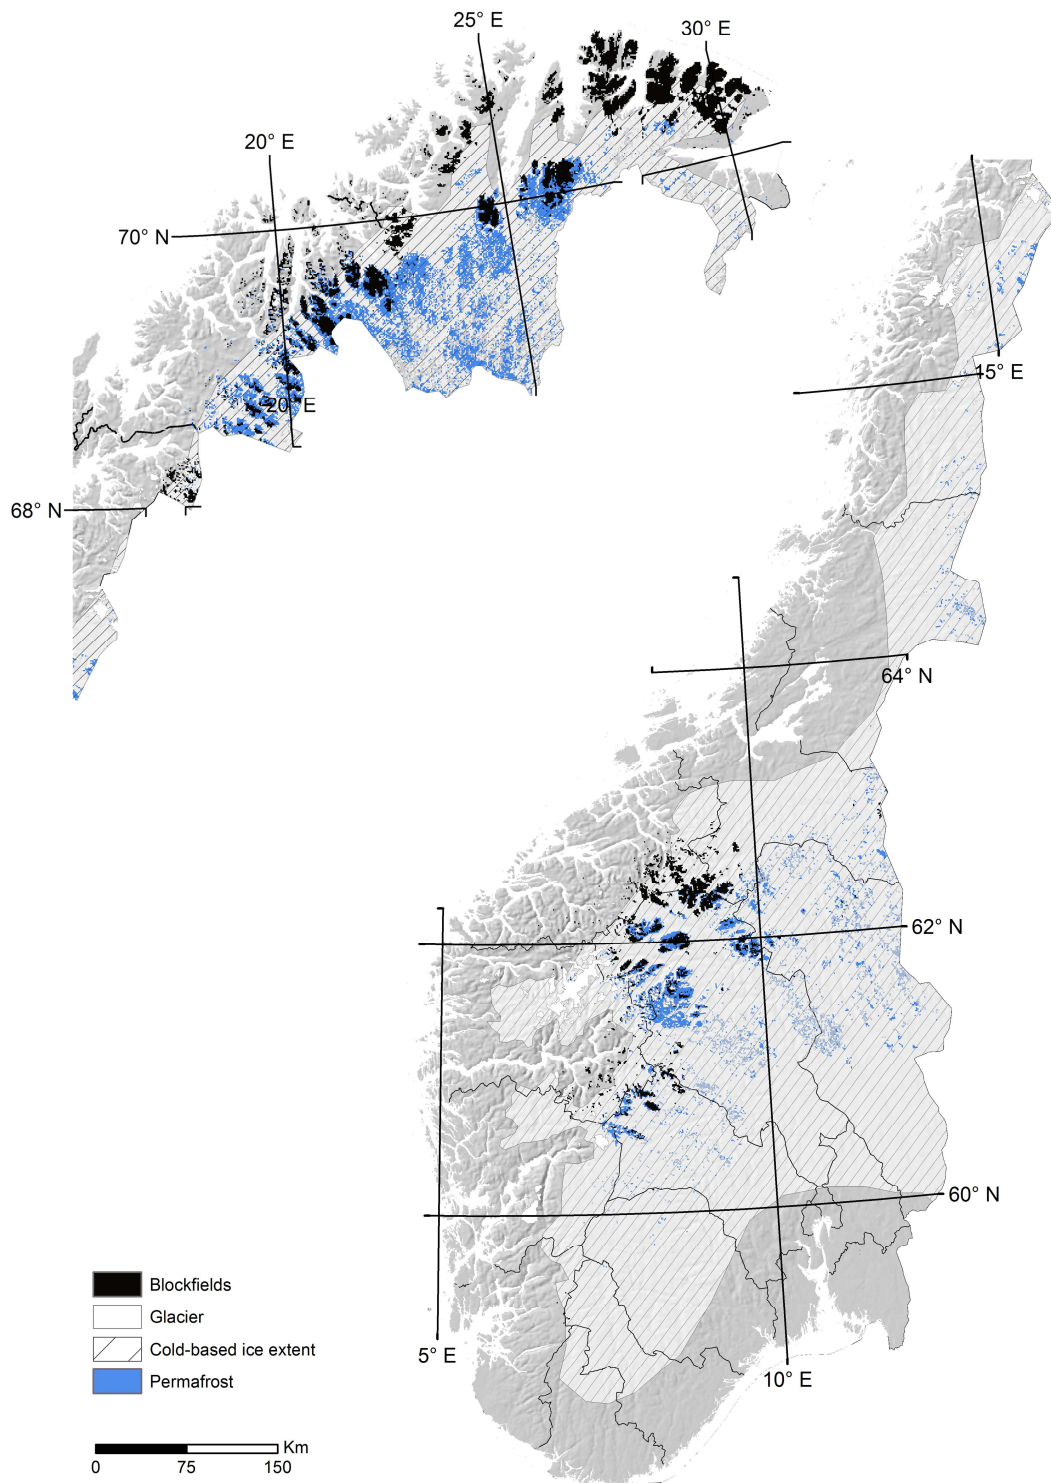 25° E
30° E
20° E
70° N
15° E
20° E
68° N
64° N
62° N
60° N
Blockfields
Glacier
Cold-based ice extent
Permafrost
5° E
10° E
Km
0 75 150